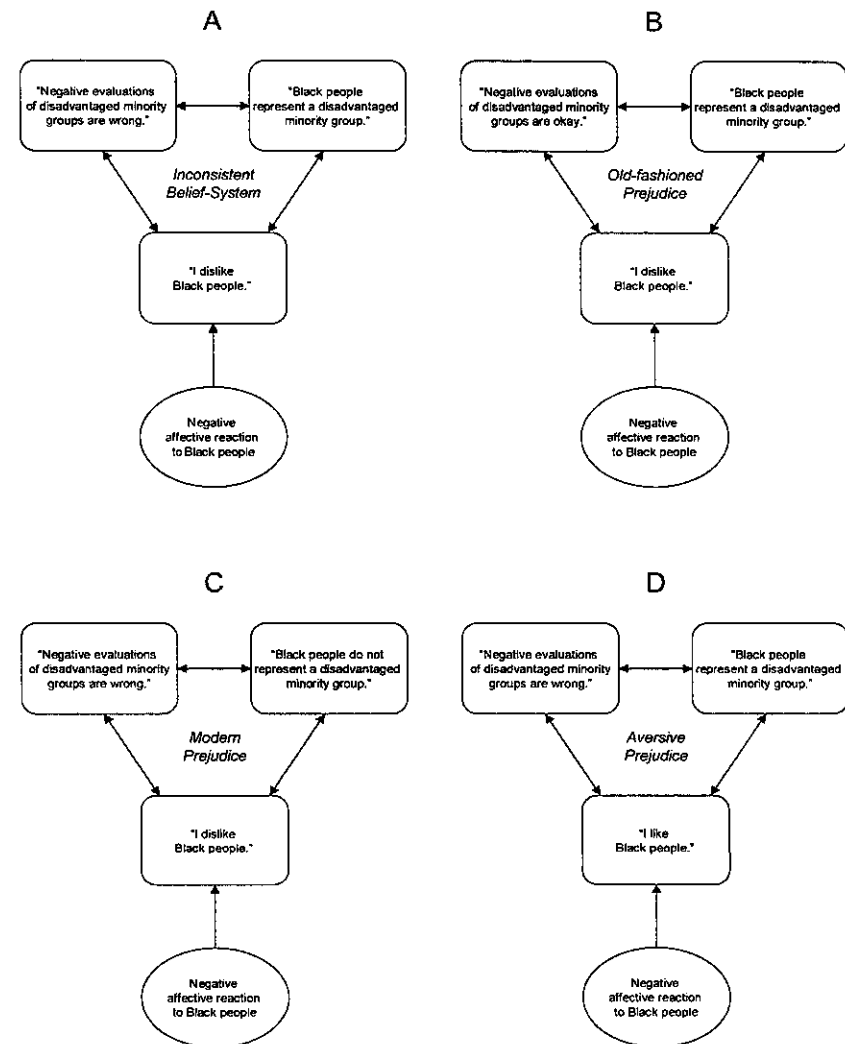 A
"Negative evaluations
of disadvantaged minority
groups are wrong."
"Black people
represent a disadvantaged
minority group."
Inconsistent
Belief-System
"I dislike
Black people."
Negative
affective reaction
to Black people
B
"Negative evaluations
of disadvantaged minority
groups are okay."
"Black people
represent a disadvantaged
minority group."
Old-fashioned
Prejudice
"I dislike
Black people."
Negative
affective reaction
to Black people
C
"Negative evaluations
of disadvantaged minority
groups are wrong."
"Black people do not
represent a disadvantaged
minority group."
Modern
Prejudice
"I dislike
Black people."
Negative
affective reaction
to Black people
D
"Negative evaluations
of disadvantaged minority
groups are wrong."
"Black people
represent a disadvantaged
minority group."
Aversive
Prejudice
"I like
Black people."
Negative
affective reaction
to Black people